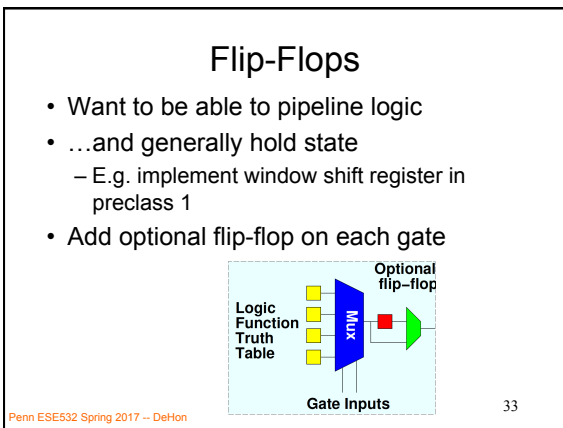 Flip-Flops
• Want to be able to pipeline logic
• …and generally hold state
– E.g. implement window shift register in
preclass 1
• Add optional flip-flop on each gate
Optional
flip–flop
Logic
Function
Truth
Table
Mux
Gate Inputs
Penn ESE532 Spring 2017 -- DeHon
33